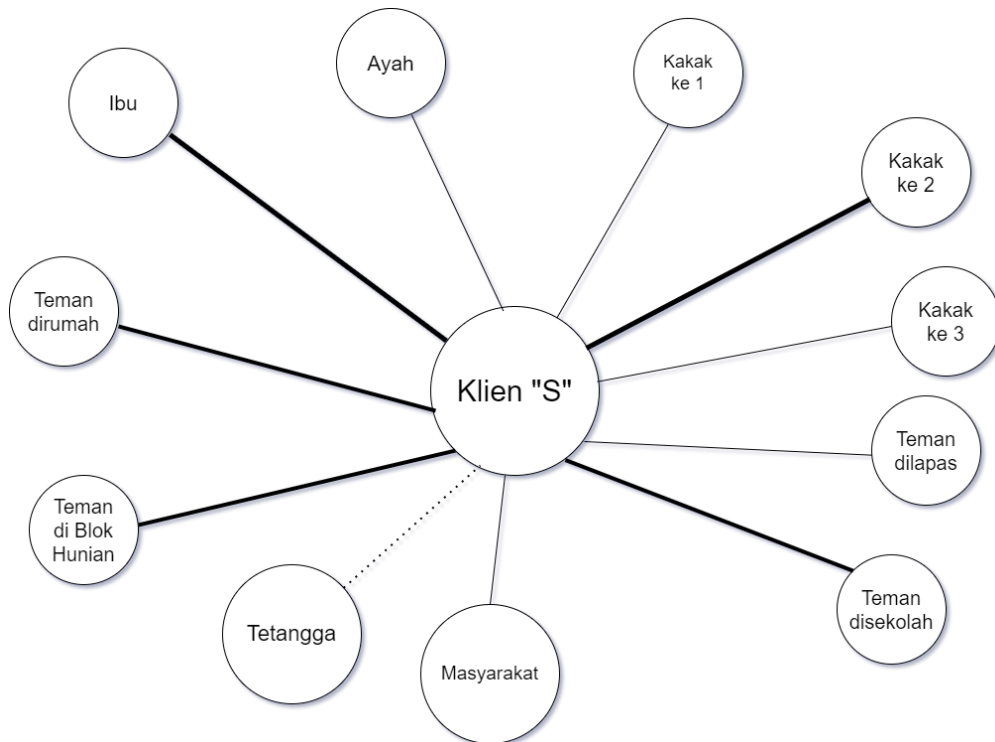 Ayah
Kakak
ke 1
Ibu
Kakak
ke 2
Teman
dirumah
Kakak
ke 3
Klien "S"
Teman
dilapas
Teman
di Blok
Hunian
Teman
disekolah
Tetangga
Masyarakat